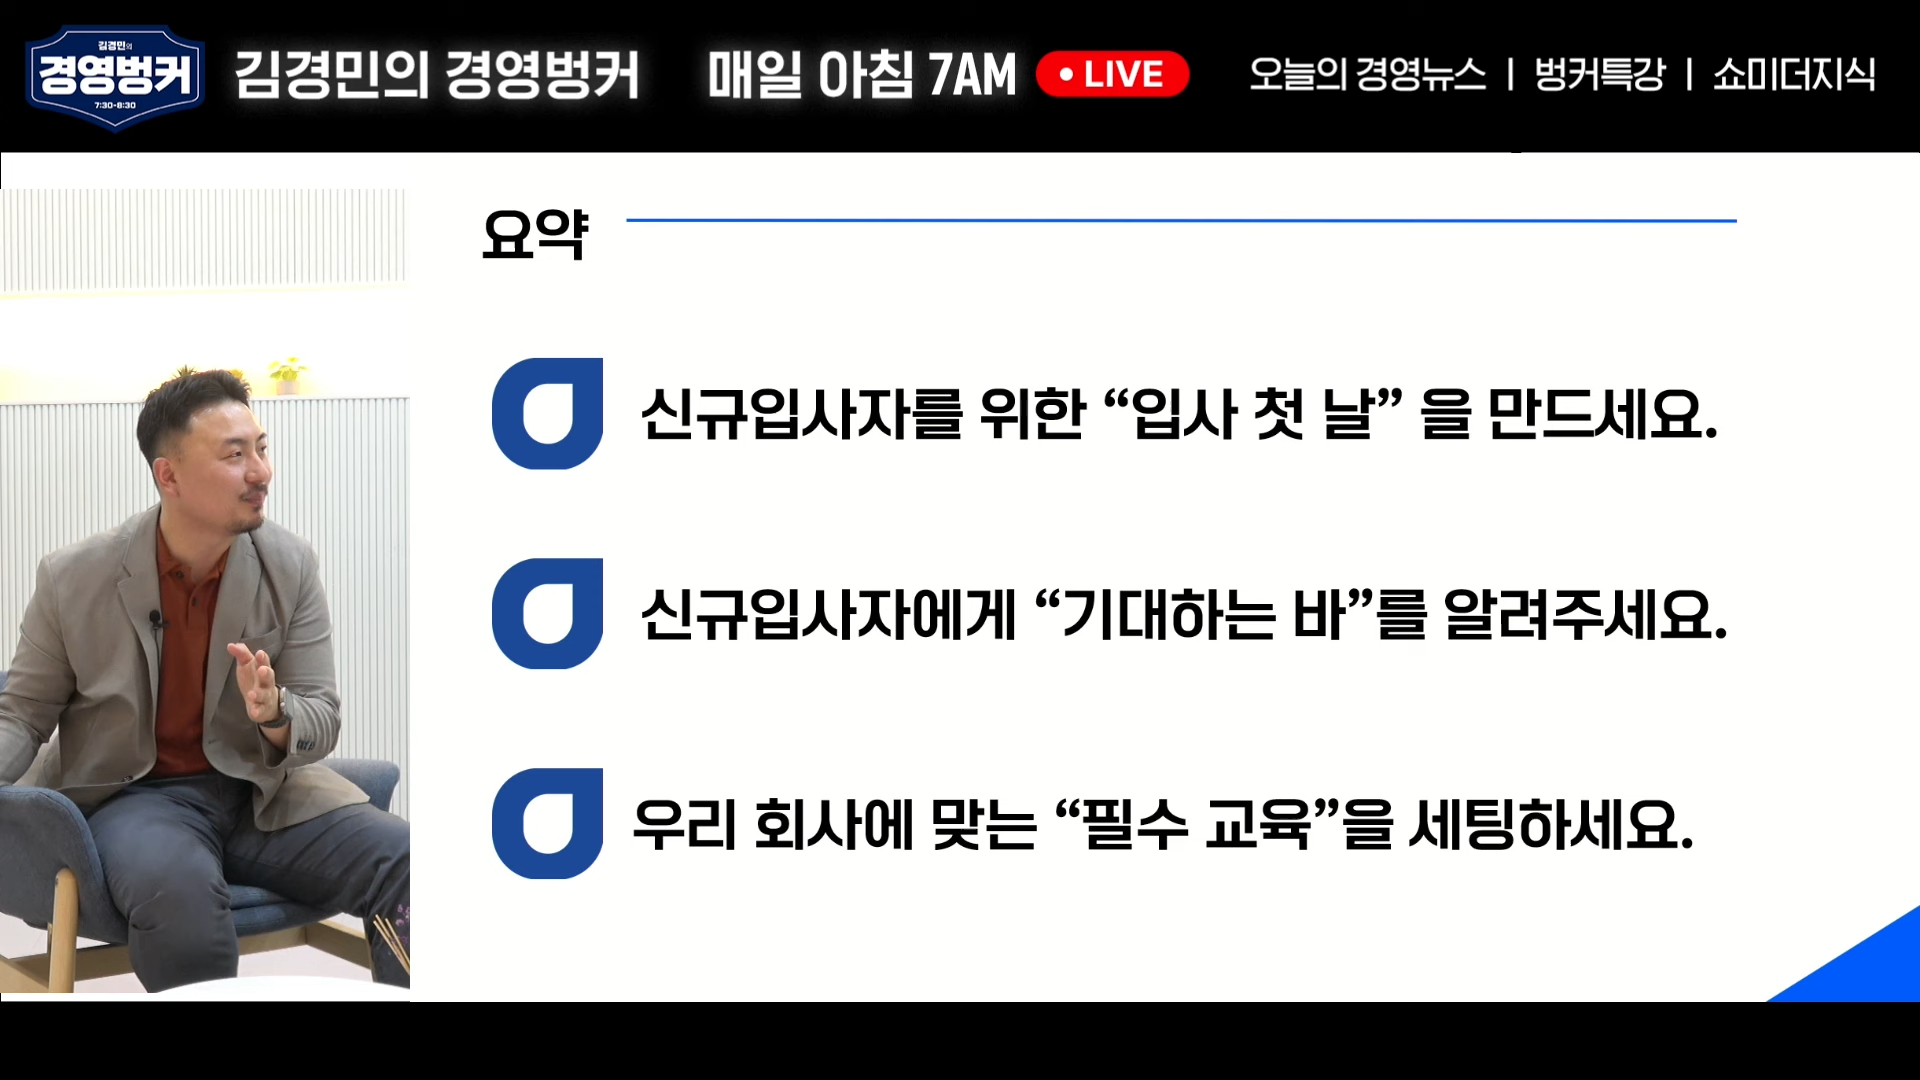 김경민의
경영벙커
7:30-8:30
김경민의 경영벙커 매일 아침 7AM • LIVE 오늘의 경영뉴스 | 벙커특강 | 쇼미더지식
요약
신규입사자를 위한 “입사 첫 날” 을 만드세요.
신규입사자에게 “기대하는 바”를 알려주세요.
우리 회사에 맞는 “필수 교육”을 세팅하세요.